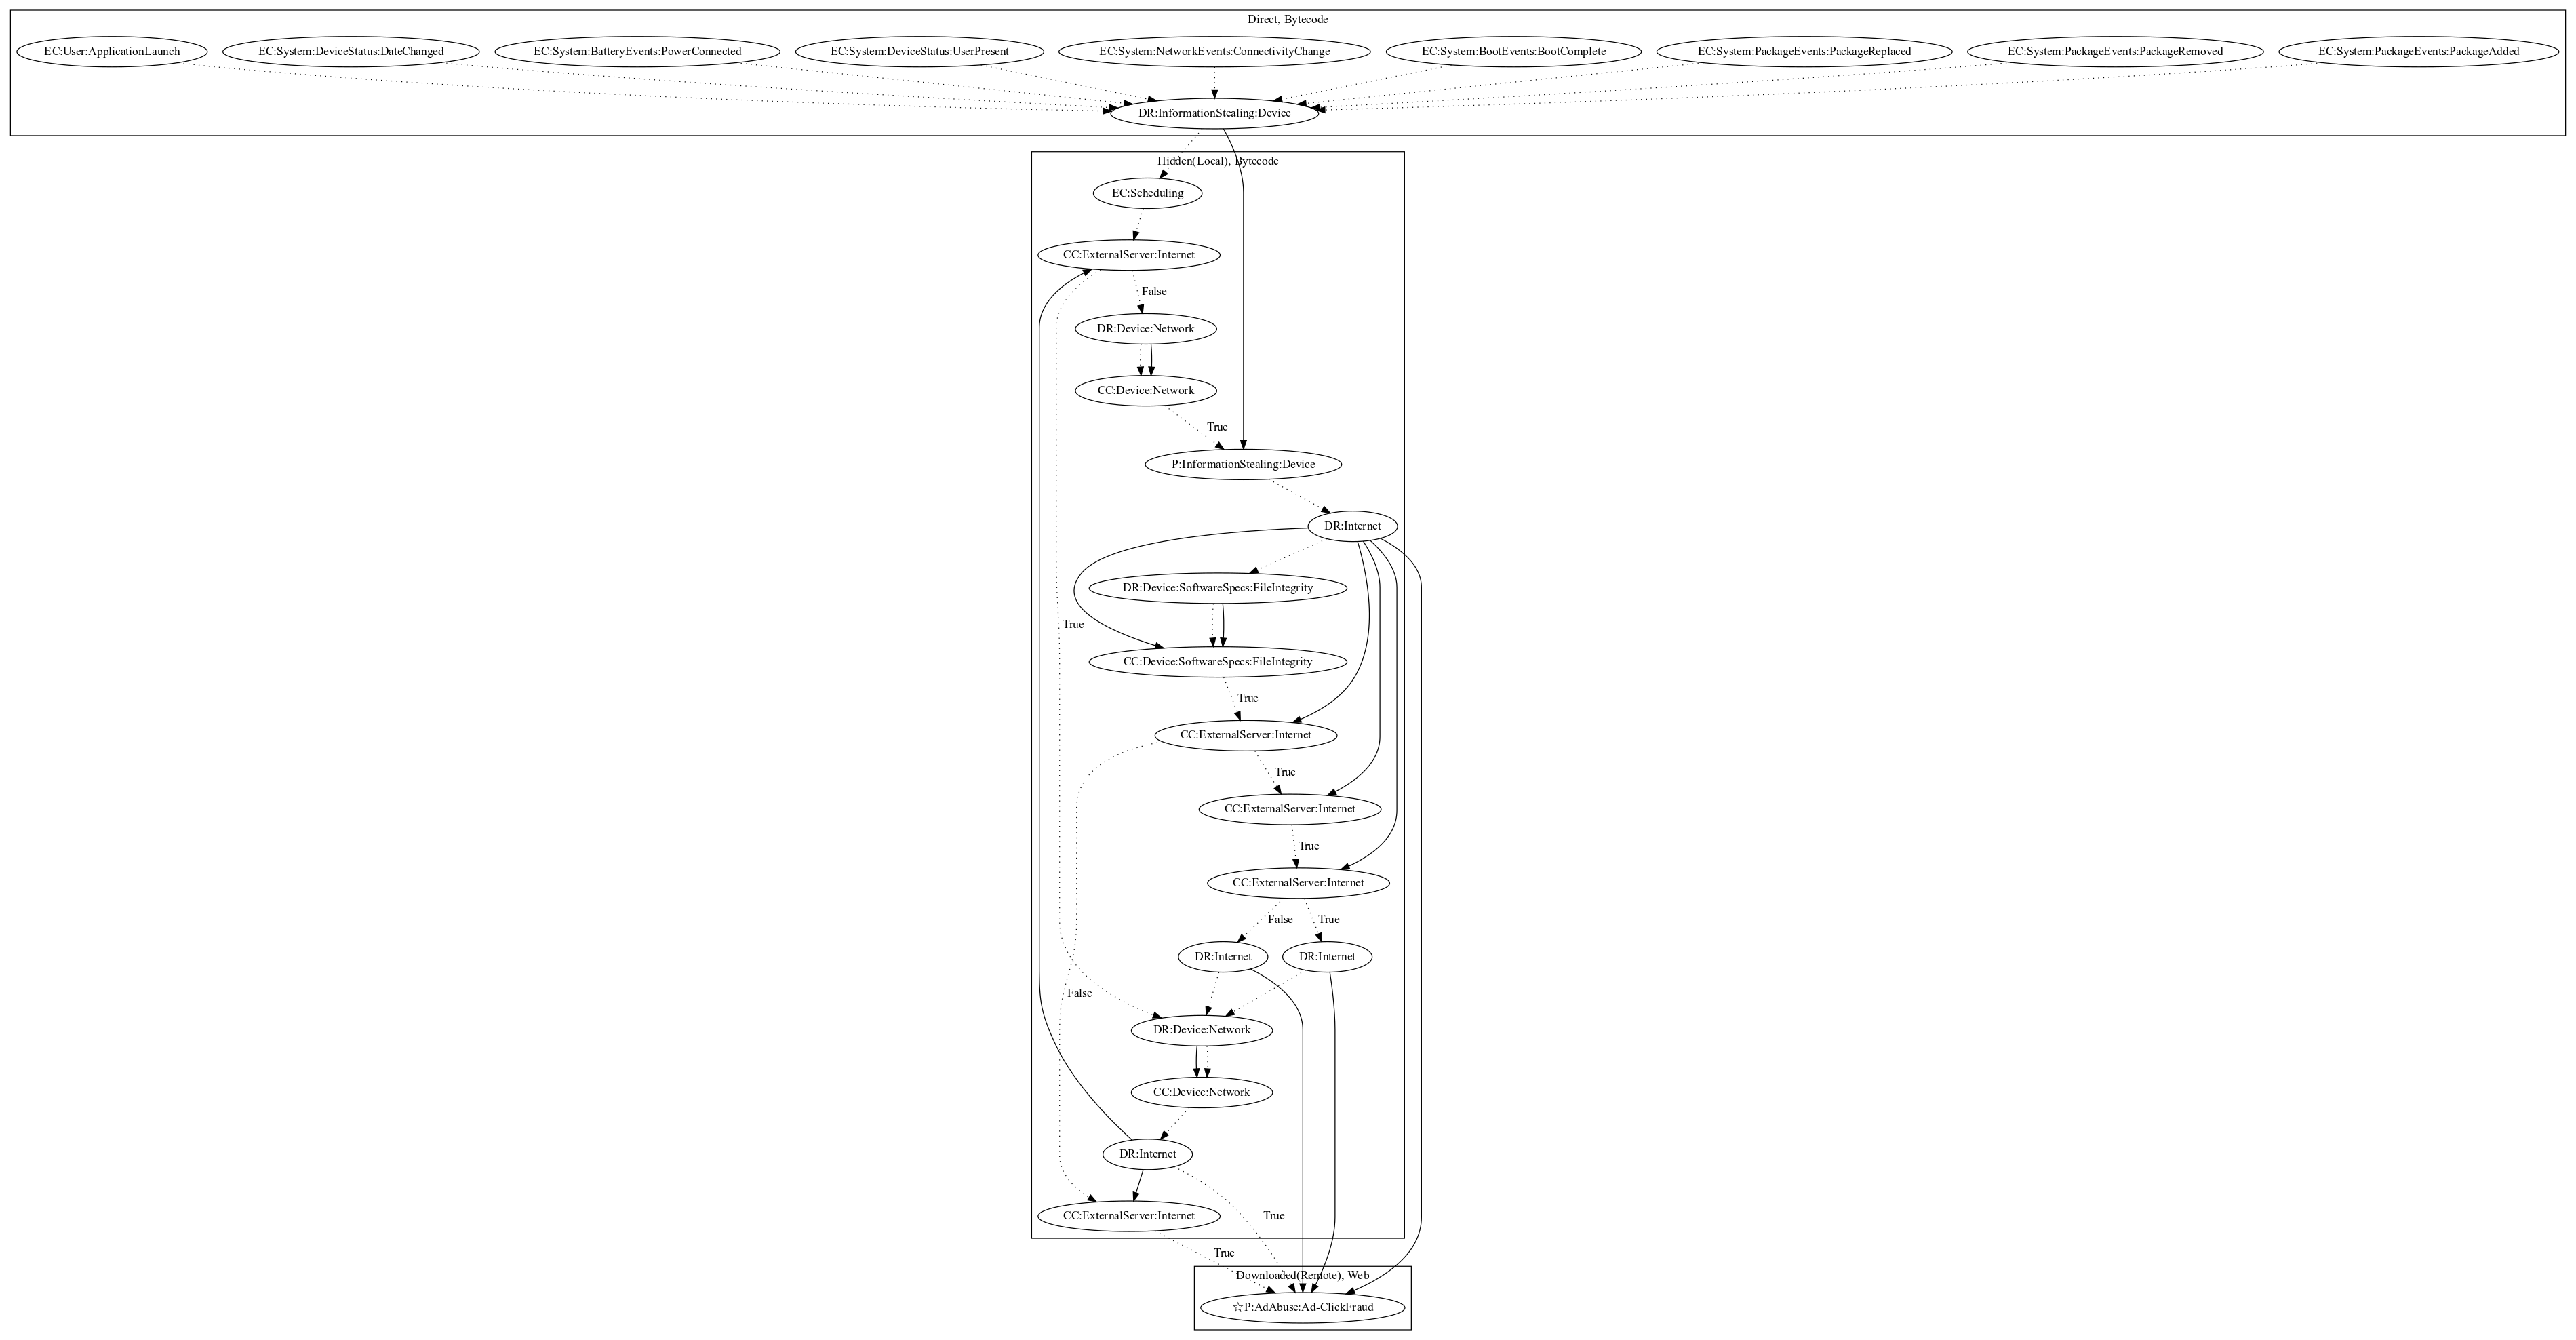 Direct, Bytecode
EC:User:ApplicationLaunch
EC:System:DeviceStatus:DateChanged
EC:System:BatteryEvents:PowerConnected
EC:System:DeviceStatus:UserPresent
EC:System:NetworkEvents:ConnectivityChange
EC:System:BootEvents:BootComplete
EC:System:PackageEvents:PackageReplaced
EC:System:PackageEvents:PackageRemoved
EC:System:PackageEvents:PackageAdded
DR:InformationStealing:Device
Hidden(Local), Bytecode
EC:Scheduling
CC:ExternalServer:Internet
False
DR:Device:Network
CC:Device:Network
True
P:InformationStealing:Device
DR:Internet
DR:Device:SoftwareSpecs:FileIntegrity
True
CC:Device:SoftwareSpecs:FileIntegrity
True
CC:ExternalServer:Internet
True
CC:ExternalServer:Internet
True
CC:ExternalServer:Internet
False
True
DR:Internet
DR:Internet
False
DR:Device:Network
CC:Device:Network
DR:Internet
CC:ExternalServer:Internet
True
True
Downloaded(Remote), Web
☆P:AdAbuse:Ad-ClickFraud